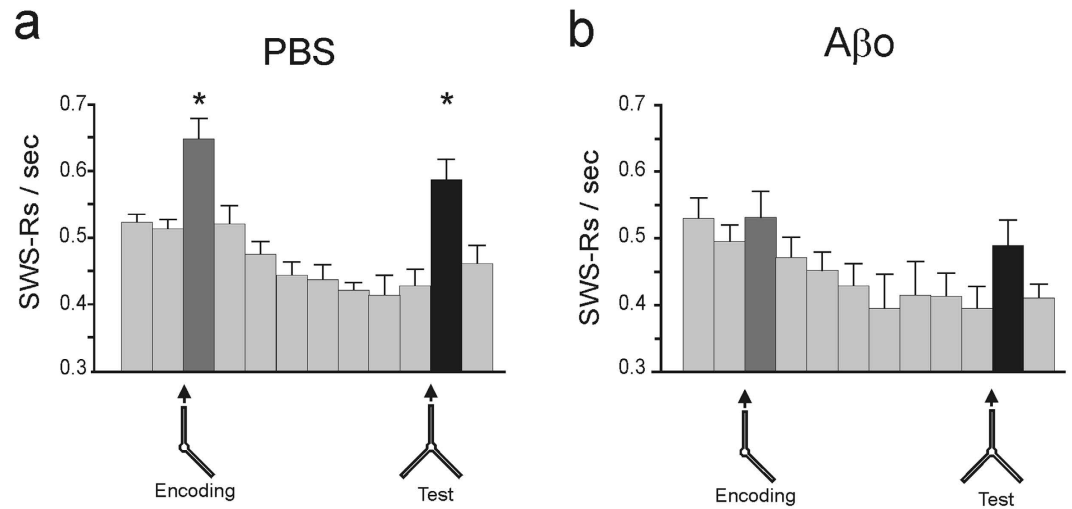 a
PBS
SWS-Rs / sec
0.7
0.6
0.5
0.4
0.3
*
*
Encoding
Test
b
Aβo
SWS-Rs / sec
0.7
0.6
0.5
0.4
0.3
Encoding
Test